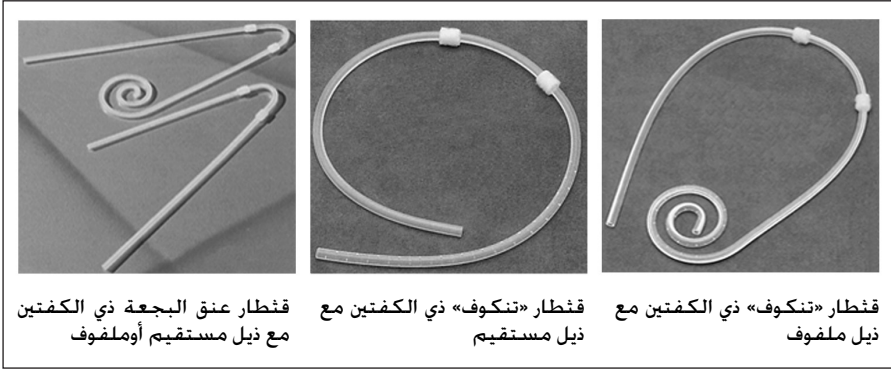 قثطار «تنكوف» ذي الكفتين مع
ذيل ملفوف
قثطار «تنكوف» ذي الكفتين مع
ذيل مستقيم
قثطار عنق البجعة ذي الكفتين
مع ذيل مستقيم أوملفوف